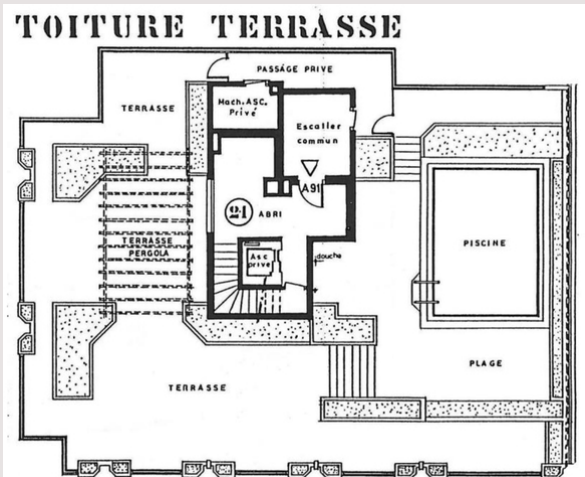 TOITURE TERRASSE
PASSAGE PRIVE
TERRASSE
Mach. ASC.
Privé
Escalier
commun
A91
21
ABRI
TERRASSE
PERGOLA
Asc
privé
douche
PISCINE
PLAGE
TERRASSE